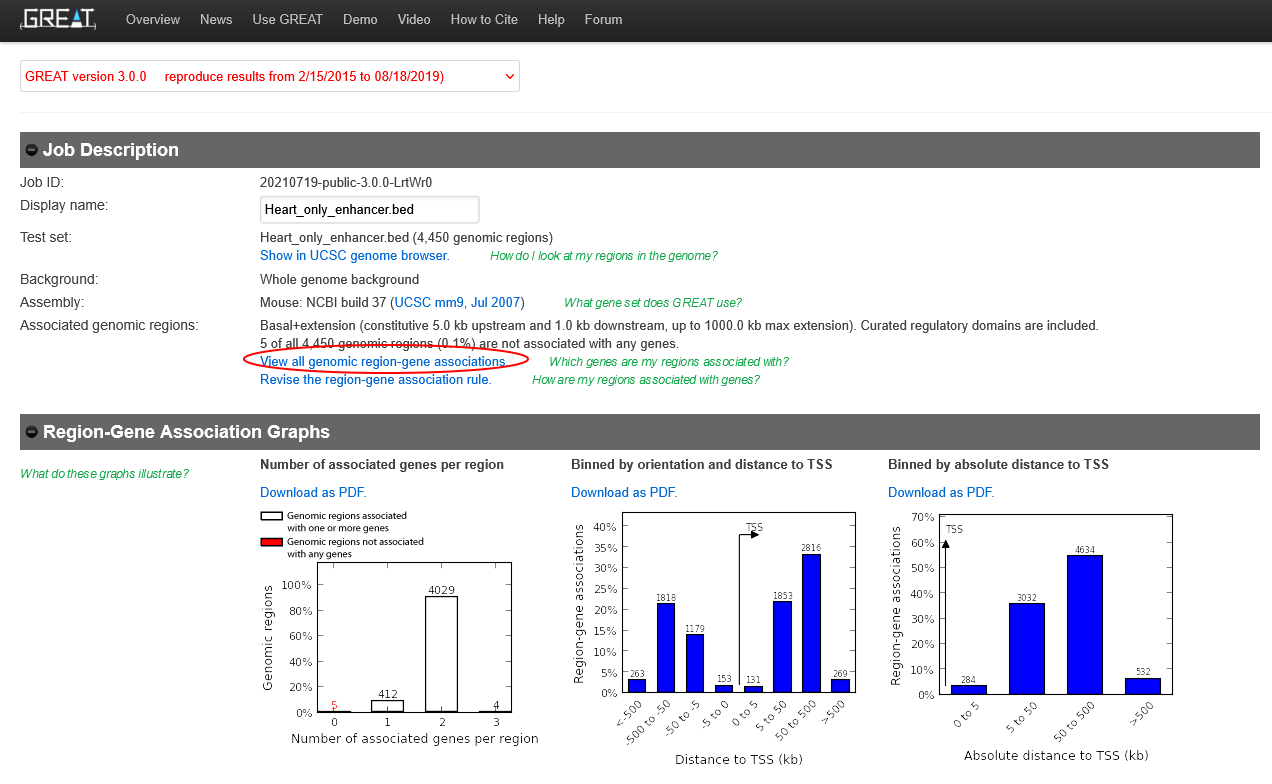 GREAT Overview News Use GREAT Demo Video How to Cite Help Forum
GREAT version 3.0.0 reproduce results from 2/15/2015 to 08/18/2019)
Job Description
Job ID: 20210719-public-3.0.0-LrtWr0
Display name: Heart_only_enhancer.bed
Test set: Heart_only_enhancer.bed (4,450 genomic regions)
Show in UCSC genome browser. How do I look at my regions in the genome?
Background: Whole genome background
Assembly: Mouse: NCBI build 37 (UCSC mm9, Jul 2007) What gene set does GREAT use?
Associated genomic regions: Basal+extension (constitutive 5.0 kb upstream and 1.0 kb downstream, up to 1000.0 kb max extension). Curated regulatory domains are included.
5 of all 4,450 genomic regions (0.1%) are not associated with any genes.
View all genomic region-gene associations. Which genes are my regions associated with?
Revise the region-gene association rule. How are my regions associated with genes?
Region-Gene Association Graphs
What do these graphs illustrate?
Number of associated genes per region
Download as PDF.
Genomic regions associated
with one or more genes
Genomic regions not associated
with any genes
Genomic regions
100%
80%
60%
40%
20%
0%
5 412 4029 4
0 1 2 3
Number of associated genes per region
Binned by orientation and distance to TSS
Download as PDF.
Region-gene associations
40%
35%
30%
25%
20%
15%
10%
5%
0%
TSS
263 1818 1179 153 131 1853 2816 269
<-500 -500 to -50 -50 to -5 -5 to 0 0 to 5 5 to 50 50 to 500 >500
Distance to TSS (kb)
Binned by absolute distance to TSS
Download as PDF.
Region-gene associations
70%
60%
50%
40%
30%
20%
10%
0%
TSS
284 3032 4634 532
0 to 5 5 to 50 50 to 500 >500
Absolute distance to TSS (kb)